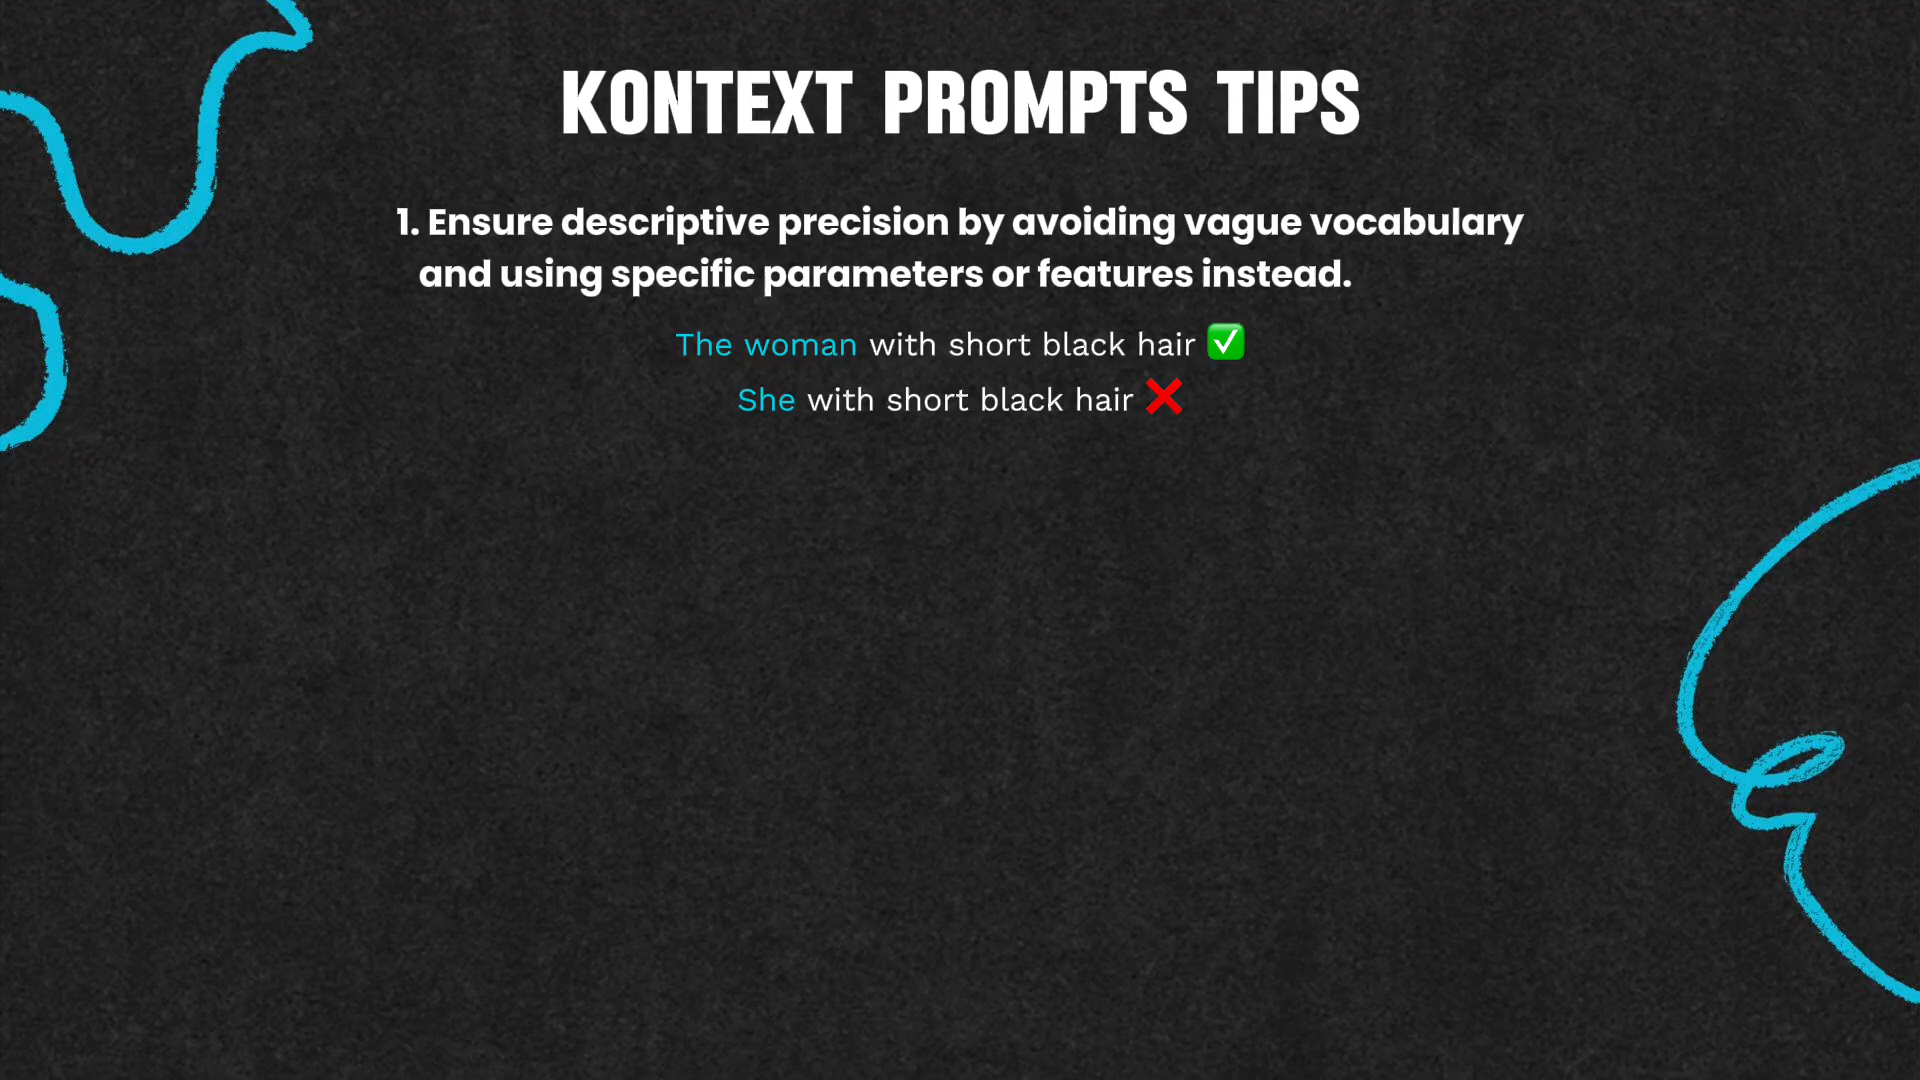 KONTEXT PROMPTS TIPS
1. Ensure descriptive precision by avoiding vague vocabulary
and using specific parameters or features instead.
The woman with short black hair ✅
She with short black hair ❌